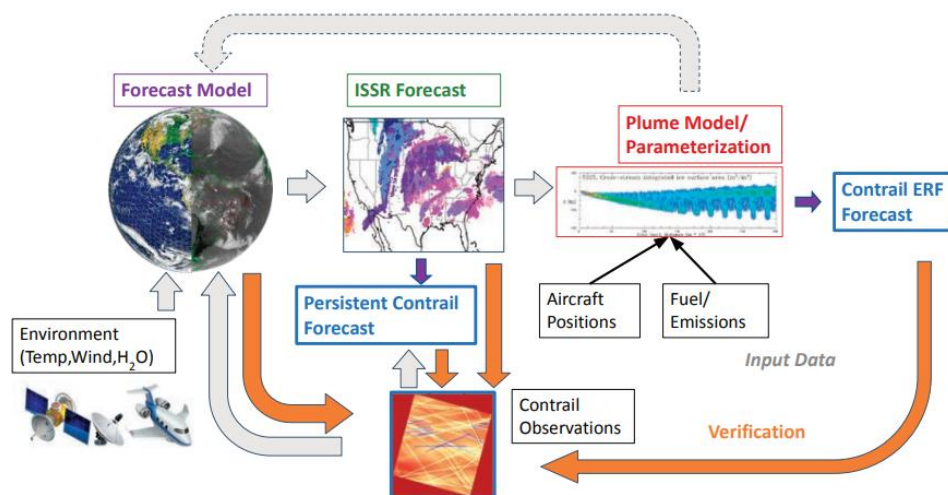 Forecast Model
ISSR Forecast
Plume Model/
Parameterization
Contrail ERF
Forecast
Persistent Contrail
Forecast
Aircraft
Positions
Fuel/
Emissions
Environment
(Temp,Wind,H₂O)
Input Data
Contrail
Observations
Verification